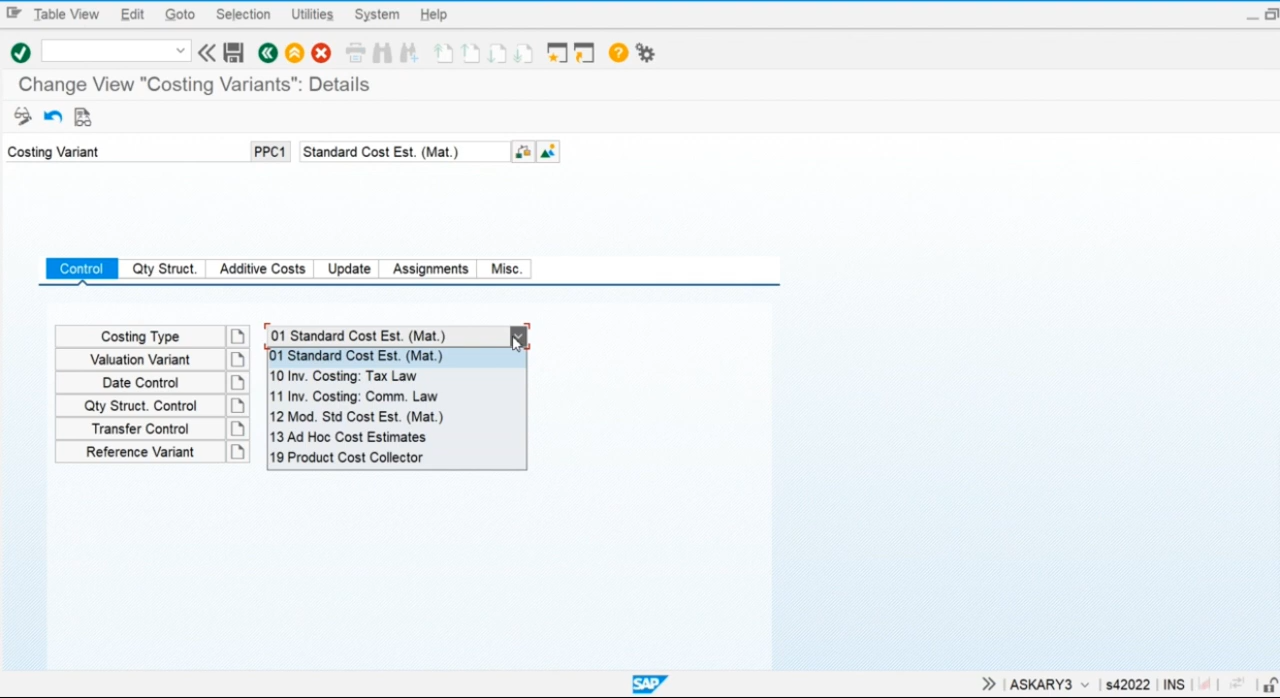 Table View Edit Goto Selection Utilities System Help
Change View "Costing Variants": Details
Costing Variant PPC1 Standard Cost Est. (Mat.)
Control Qty Struct. Additive Costs Update Assignments Misc.
Costing Type 01 Standard Cost Est. (Mat.)
Valuation Variant 01 Standard Cost Est. (Mat.)
Date Control 10 Inv. Costing: Tax Law
Qty Struct. Control 11 Inv. Costing: Comm. Law
Transfer Control 12 Mod. Std Cost Est. (Mat.)
Reference Variant 13 Ad Hoc Cost Estimates
19 Product Cost Collector
SAP ASKARY3 s42022 INS